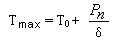 T max = T₀ + Pₙ / δ